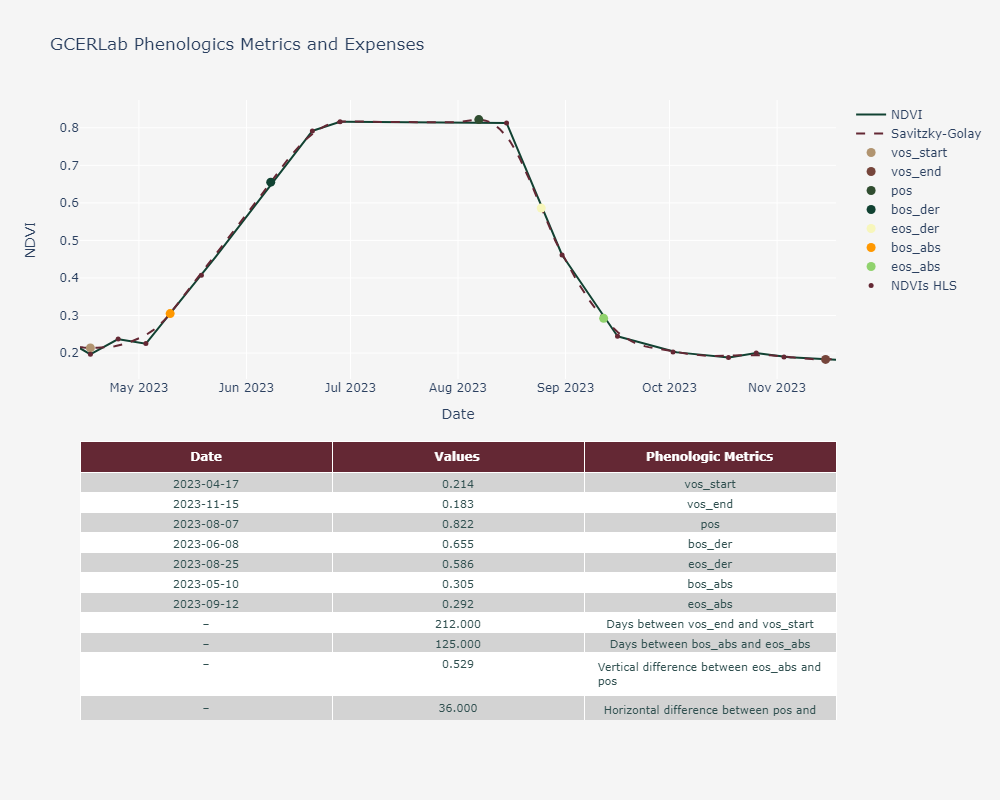 GCERLab Phenologics Metrics and Expenses
NDVI
0.8
0.7
0.6
0.5
0.4
0.3
0.2
May 2023 Jun 2023 Jul 2023 Aug 2023 Sep 2023 Oct 2023 Nov 2023
Date
NDVI
Savitzky-Golay
vos_start
vos_end
pos
bos_der
eos_der
bos_abs
eos_abs
NDVIs HLS
Date Values Phenologic Metrics
2023-04-17 0.214 vos_start
2023-11-15 0.183 vos_end
2023-08-07 0.822 pos
2023-06-08 0.655 bos_der
2023-08-25 0.586 eos_der
2023-05-10 0.305 bos_abs
2023-09-12 0.292 eos_abs
– 212.000 Days between vos_end and vos_start
– 125.000 Days between bos_abs and eos_abs
– 0.529 Vertical difference between eos_abs and
pos
– 36.000 Horizontal difference between pos and